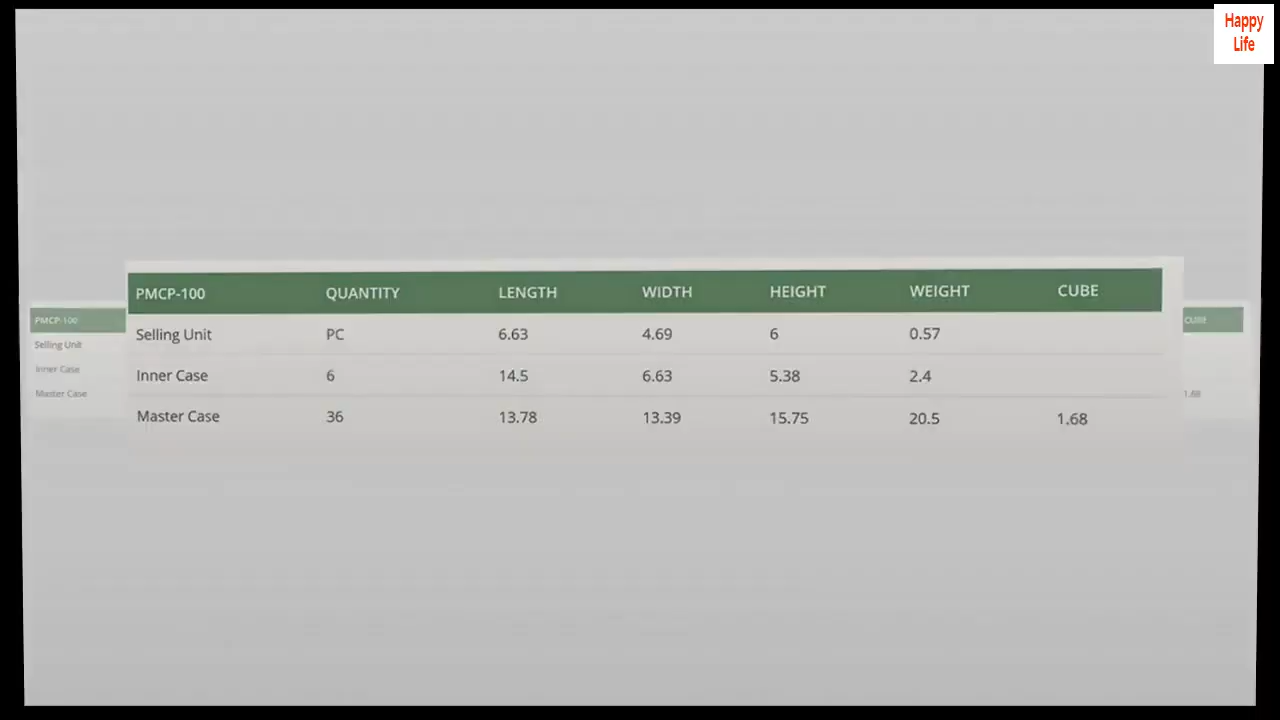 Happy
Life
PMCP-100 QUANTITY LENGTH WIDTH HEIGHT WEIGHT CUBE
Selling Unit PC 6.63 4.69 6 0.57
Inner Case 6 14.5 6.63 5.38 2.4
Master Case 36 13.78 13.39 15.75 20.5 1.68
PMCP-100 CUBE
Selling Unit
Inner Case
Master Case 1.68